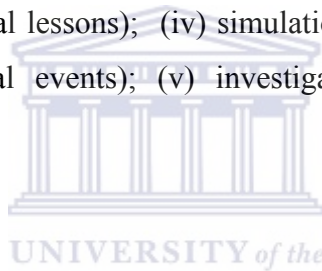 al lessons); (iv) simulatio
al events); (v) investiga
UNIVERSITY of the